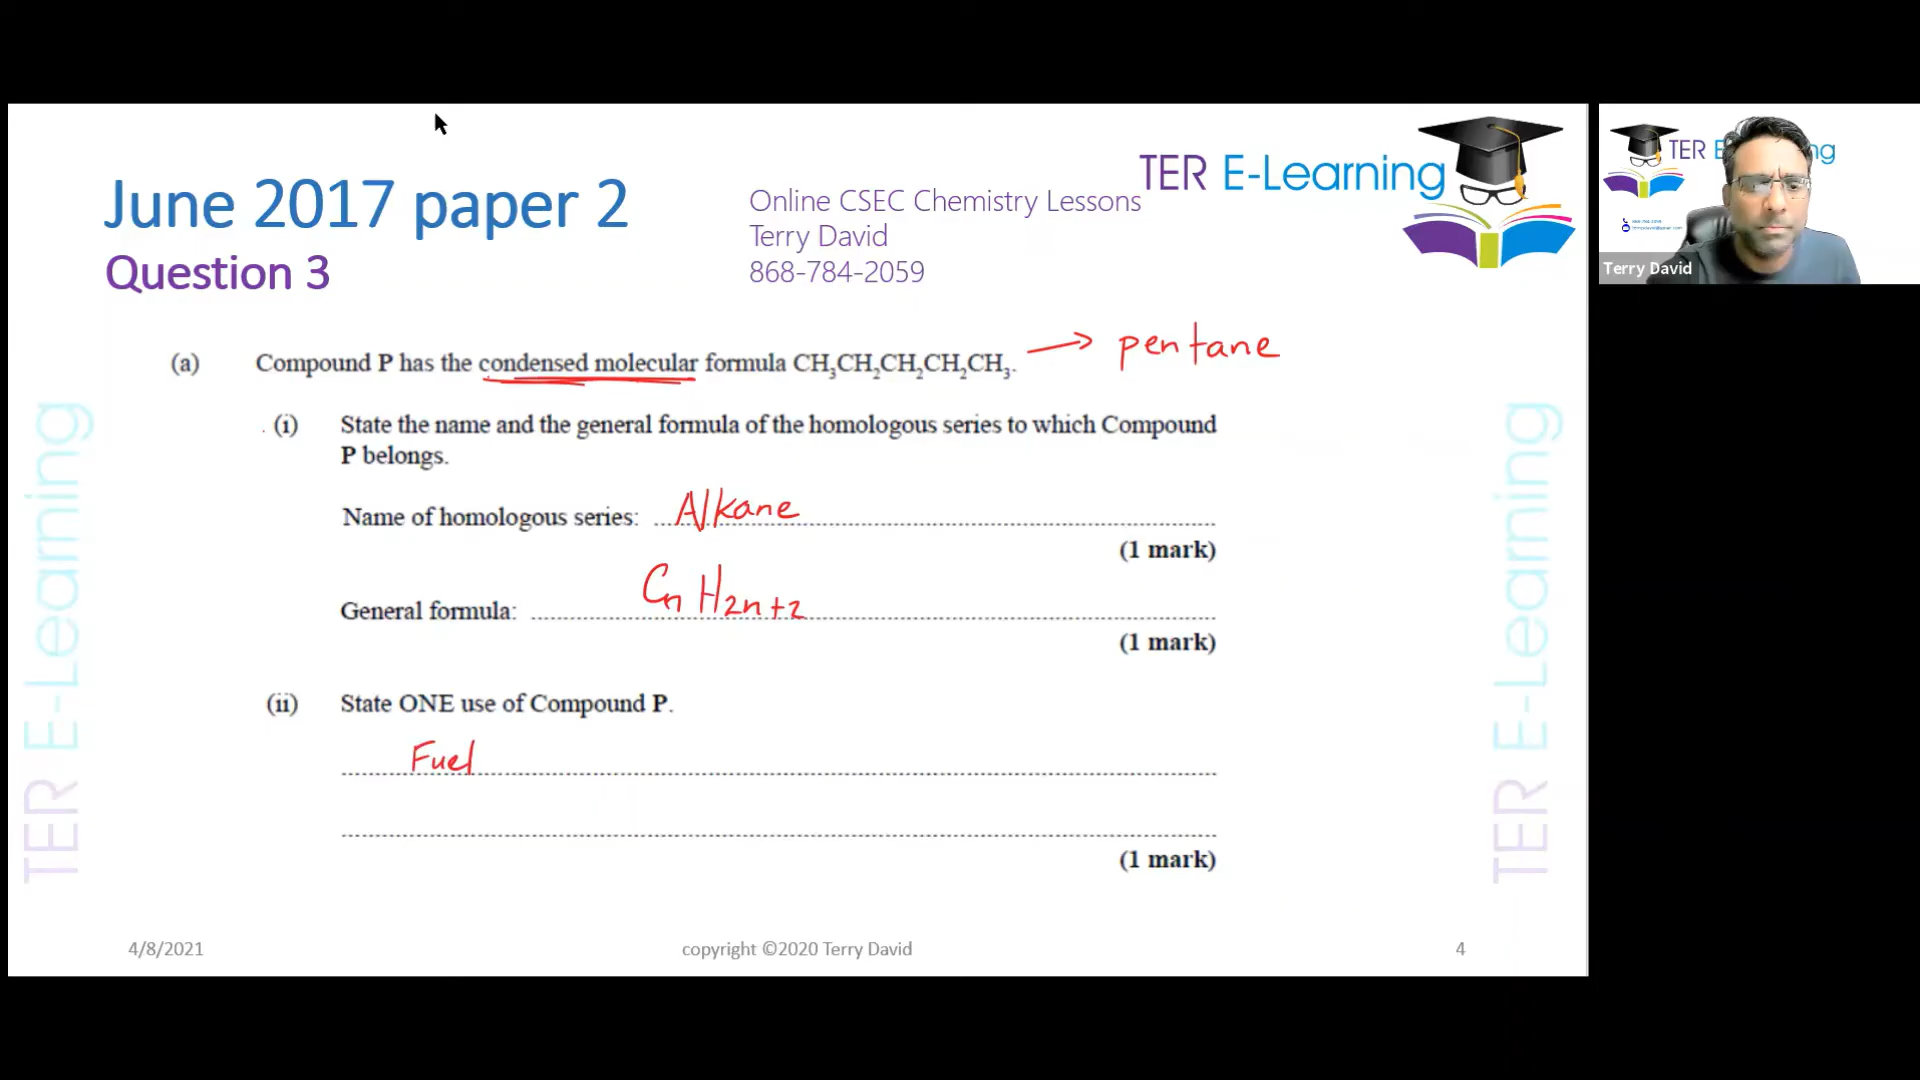 June 2017 paper 2
Question 3
Online CSEC Chemistry Lessons
Terry David
868-784-2059
TER E-Learning
TER E-Learning
Terry David
(a) Compound P has the condensed molecular formula CH₃CH₂CH₂CH₂CH₃. → pentane
(i) State the name and the general formula of the homologous series to which Compound
P belongs.
Name of homologous series: Alkane
(1 mark)
General formula: CnH2n+2
(1 mark)
(ii) State ONE use of Compound P.
Fuel
(1 mark)
TER E-Learning
TER E-Learning
4/8/2021
copyright ©2020 Terry David
4